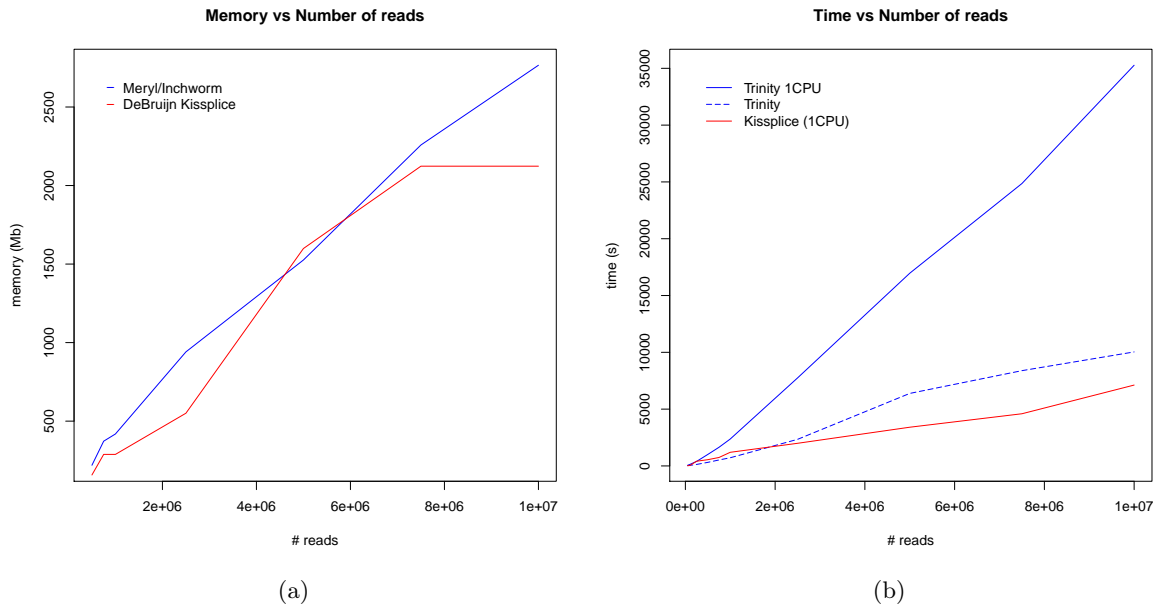 Memory vs Number of reads
Meryl/Inchworm
DeBruijn Kissplice
memory (Mb)
2500
2000
1500
1000
500
2e+06 4e+06 6e+06 8e+06 1e+07
# reads
(a)
Time vs Number of reads
Trinity 1CPU
Trinity
Kissplice (1CPU)
time (s)
35000
30000
25000
20000
15000
10000
5000
0
0e+00 2e+06 4e+06 6e+06 8e+06 1e+07
# reads
(b)